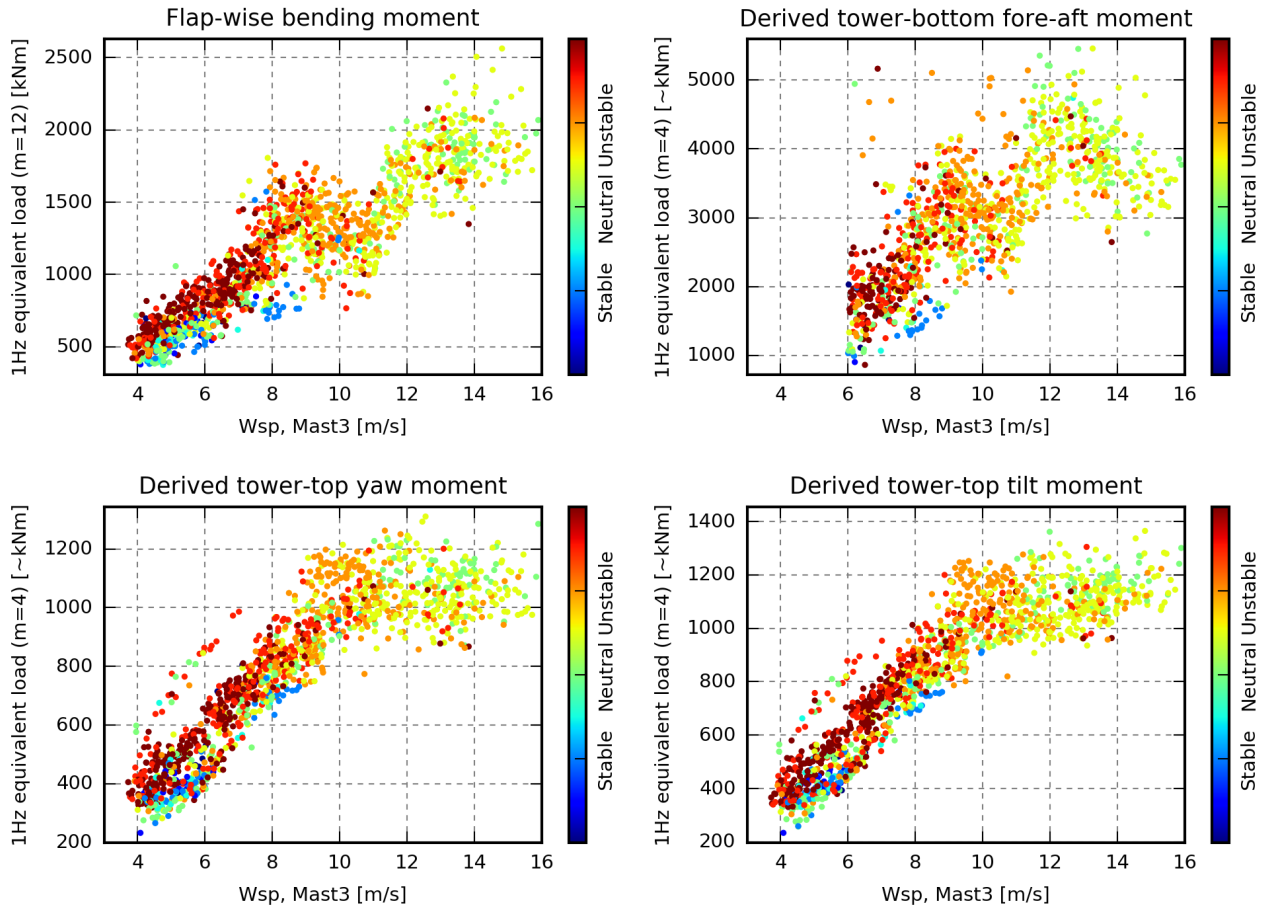 Flap-wise bending moment
1Hz equivalent load (m=12) [kNm]
2500
2000
1500
1000
500
4 6 8 10 12 14 16
Wsp, Mast3 [m/s]
Stable Neutral Unstable
Derived tower-bottom fore-aft moment
1Hz equivalent load (m=4) [~kNm]
5000
4000
3000
2000
1000
4 6 8 10 12 14 16
Wsp, Mast3 [m/s]
Stable Neutral Unstable
Derived tower-top yaw moment
1Hz equivalent load (m=4) [~kNm]
1200
1000
800
600
400
200
4 6 8 10 12 14 16
Wsp, Mast3 [m/s]
Stable Neutral Unstable
Derived tower-top tilt moment
1Hz equivalent load (m=4) [~kNm]
1400
1200
1000
800
600
400
200
4 6 8 10 12 14 16
Wsp, Mast3 [m/s]
Stable Neutral Unstable